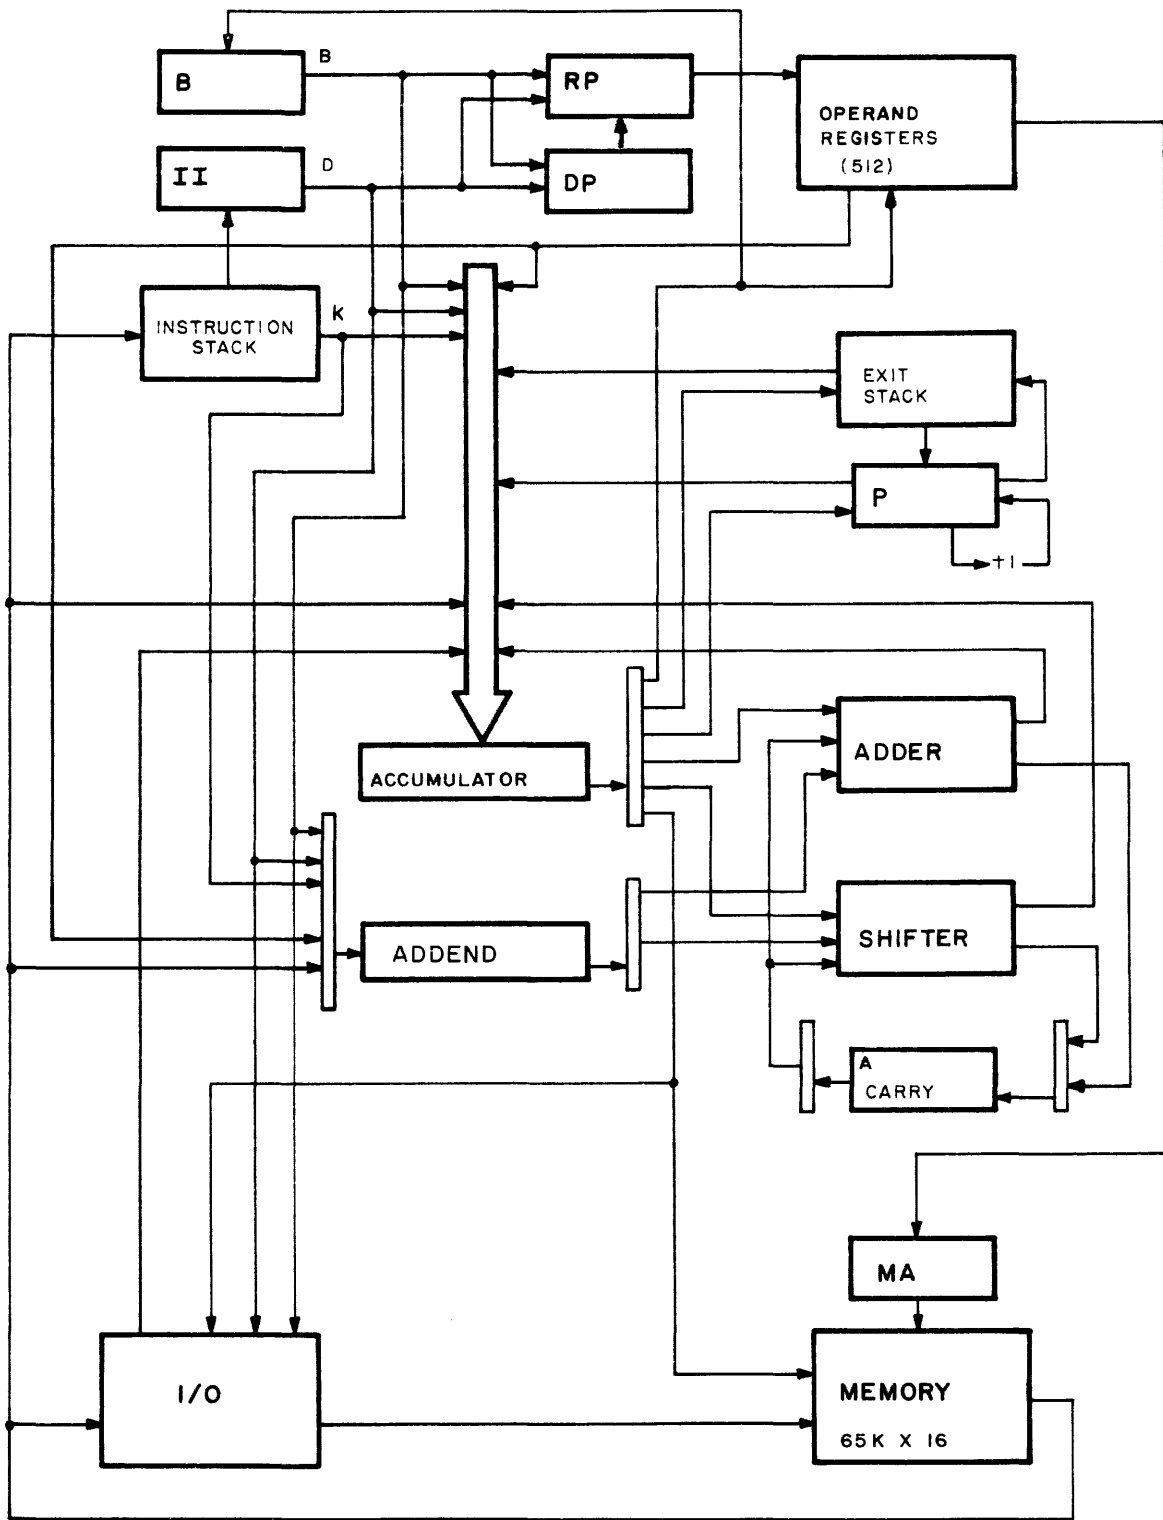 B
B
RP
OPERAND
REGISTERS
(512)
II
D
DP
INSTRUCTION
STACK
K
EXIT
STACK
P
+1
ACCUMULATOR
ADDER
ADDEND
SHIFTER
A
CARRY
MA
I/O
MEMORY
65K X 16